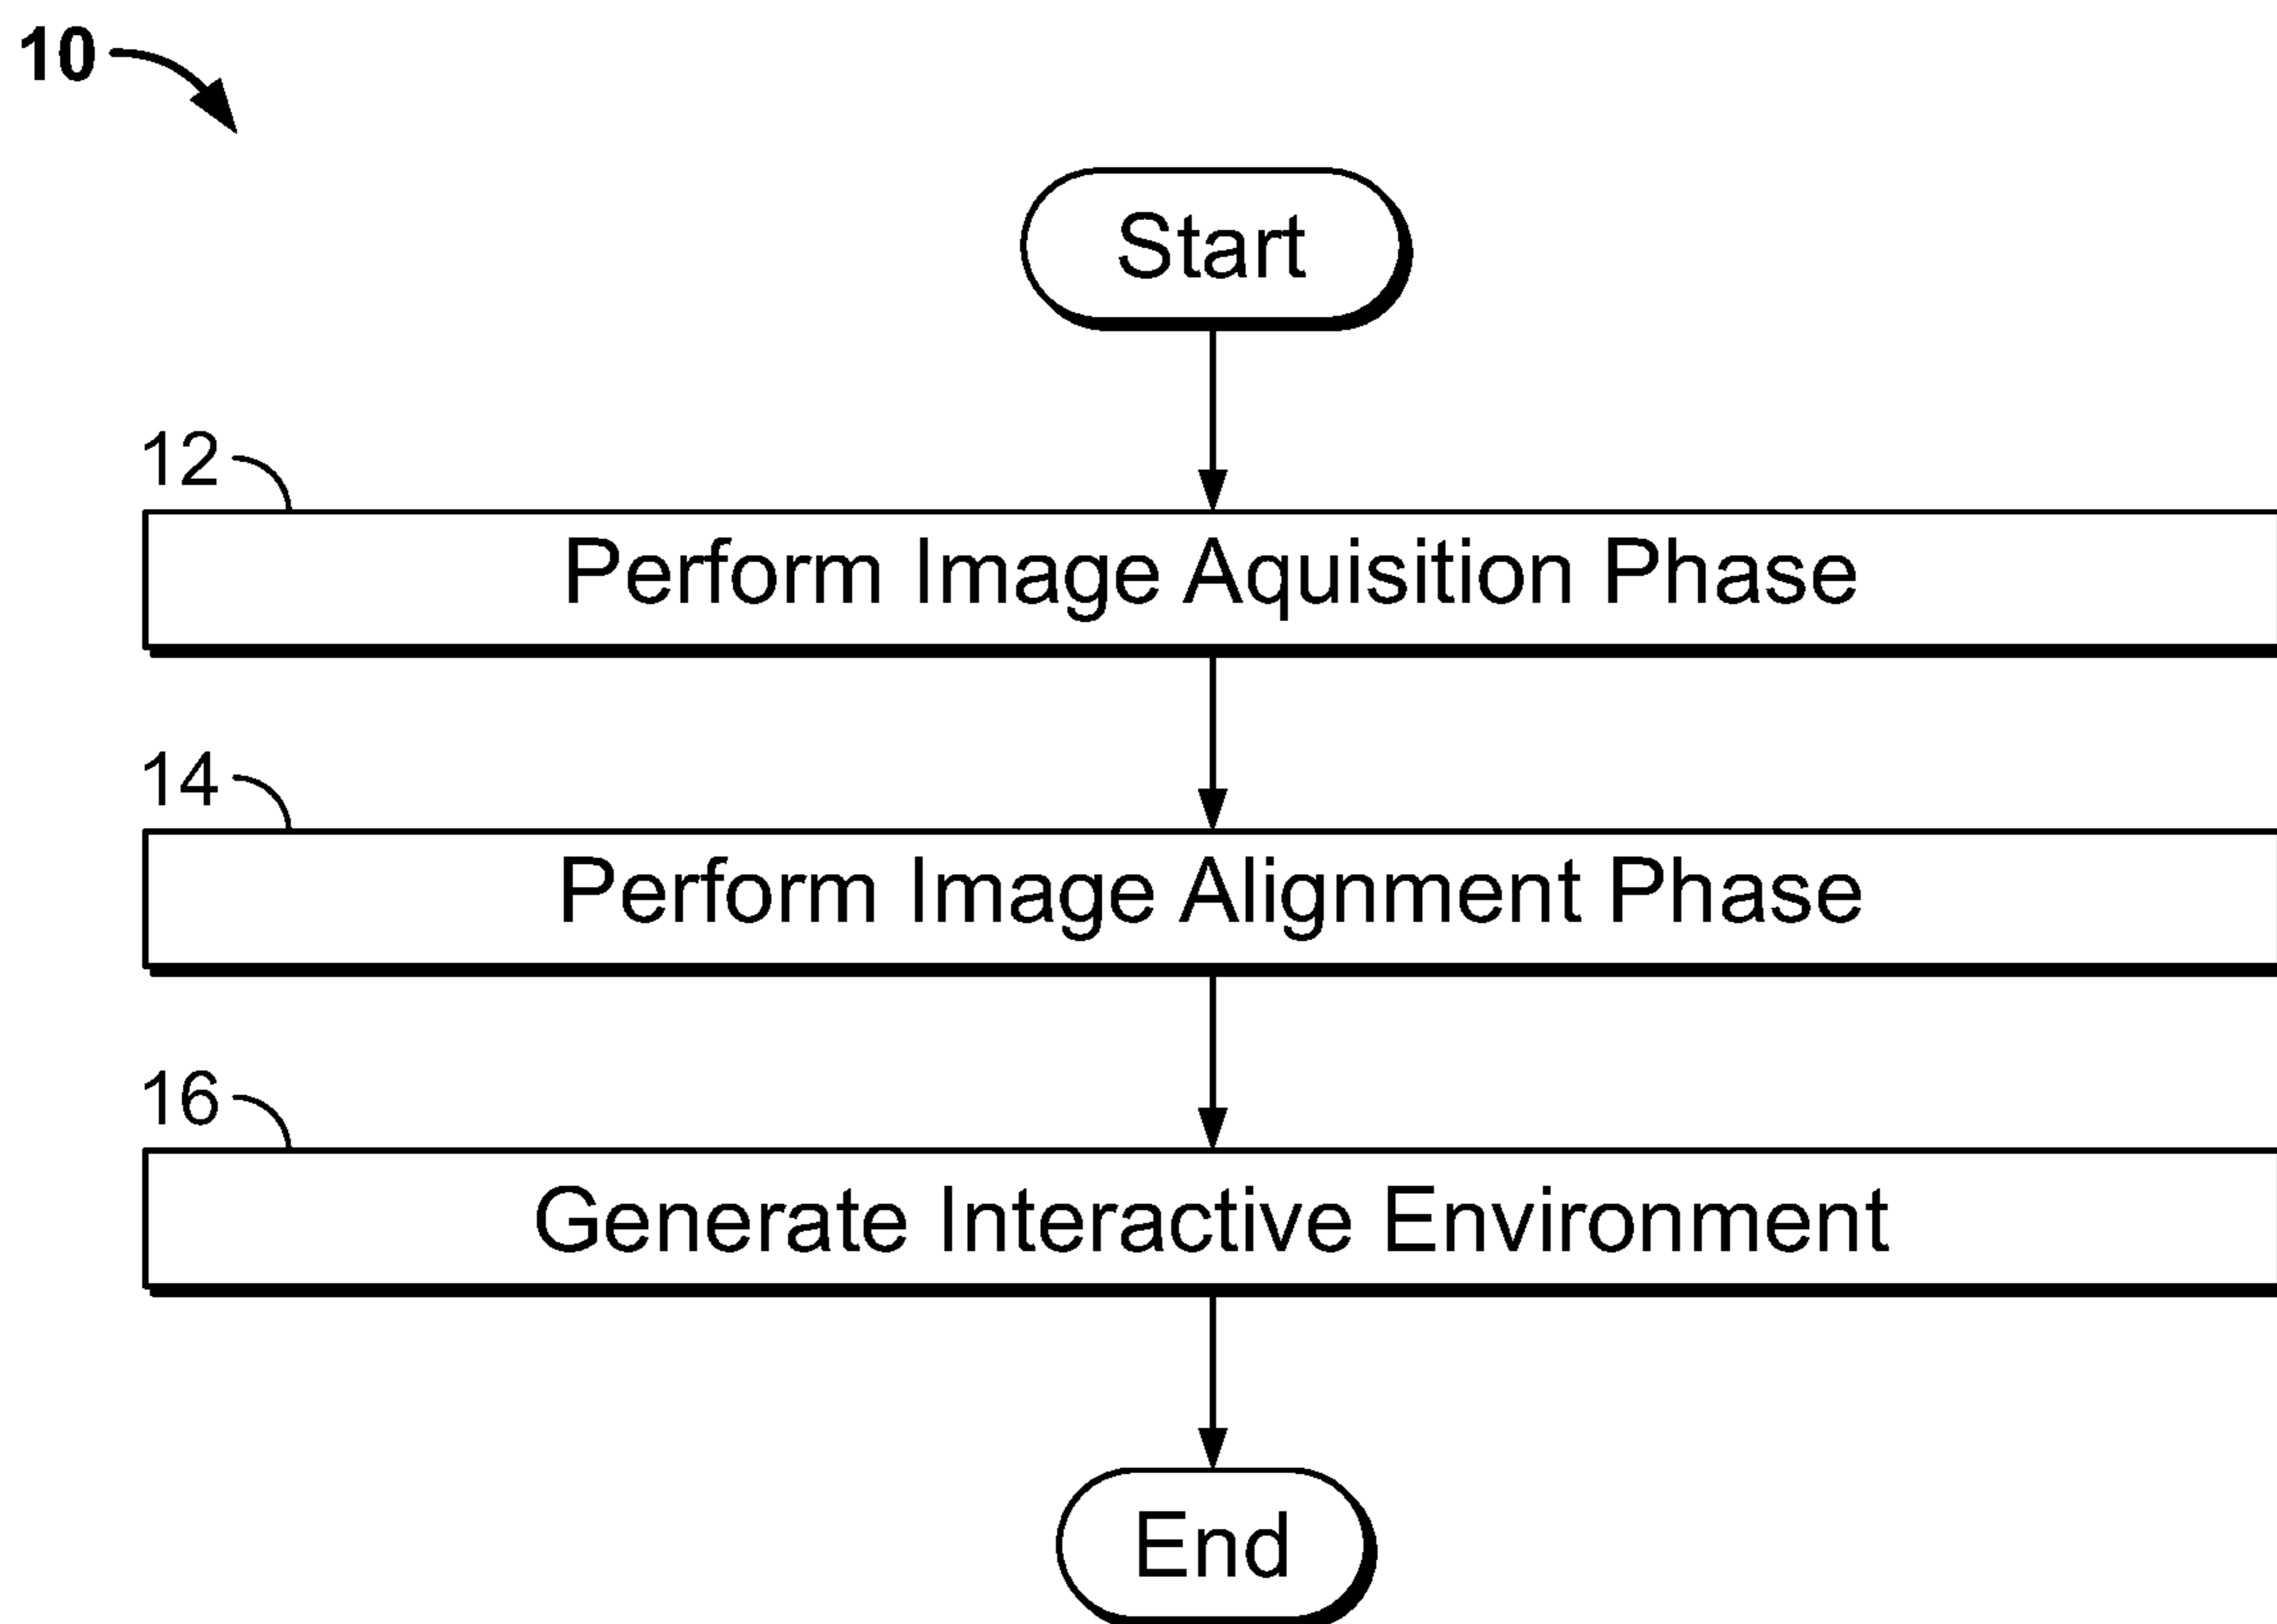 10
Start
12
Perform Image Aquisition Phase
14
Perform Image Alignment Phase
16
Generate Interactive Environment
End